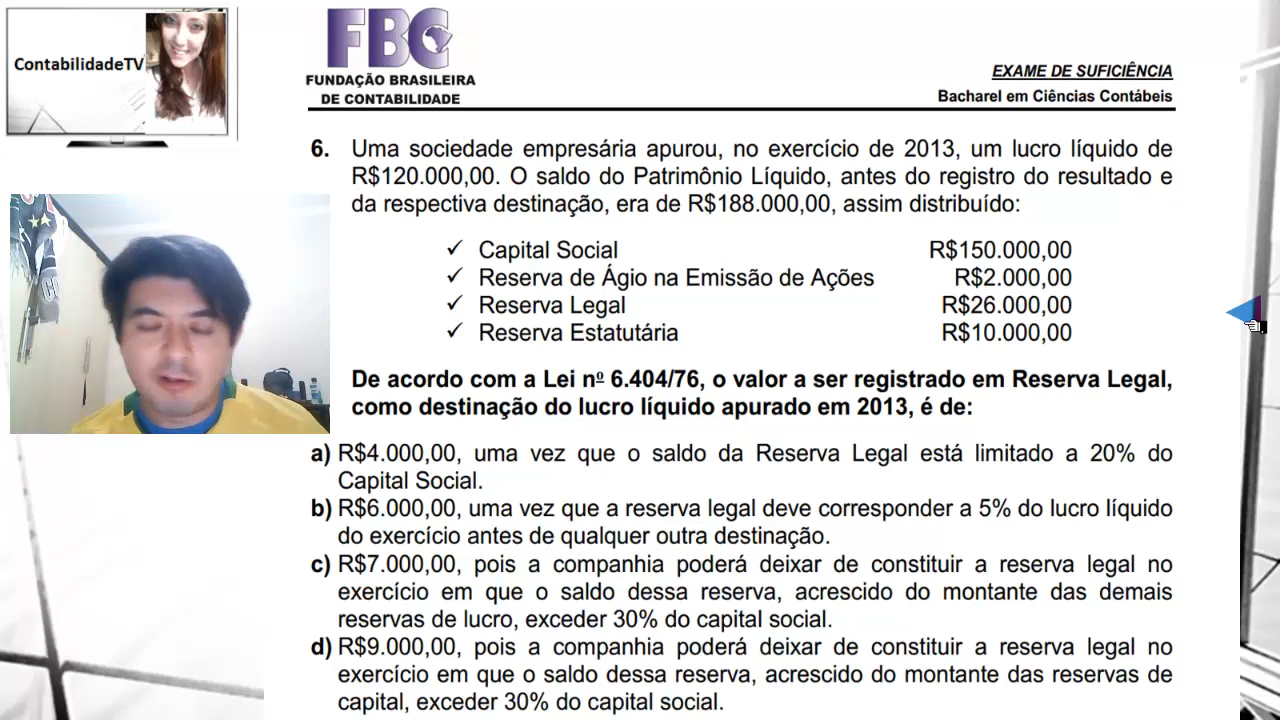 ContabilidadeTV
FBC
FUNDAÇÃO BRASILEIRA
DE CONTABILIDADE
EXAME DE SUFICIÊNCIA
Bacharel em Ciências Contábeis
6. Uma sociedade empresária apurou, no exercício de 2013, um lucro líquido de
R$120.000,00. O saldo do Patrimônio Líquido, antes do registro do resultado e
da respectiva destinação, era de R$188.000,00, assim distribuído:
✓ Capital Social R$150.000,00
✓ Reserva de Ágio na Emissão de Ações R$2.000,00
✓ Reserva Legal R$26.000,00
✓ Reserva Estatutária R$10.000,00
De acordo com a Lei nº 6.404/76, o valor a ser registrado em Reserva Legal,
como destinação do lucro líquido apurado em 2013, é de:
a) R$4.000,00, uma vez que o saldo da Reserva Legal está limitado a 20% do
Capital Social.
b) R$6.000,00, uma vez que a reserva legal deve corresponder a 5% do lucro líquido
do exercício antes de qualquer outra destinação.
c) R$7.000,00, pois a companhia poderá deixar de constituir a reserva legal no
exercício em que o saldo dessa reserva, acrescido do montante das demais
reservas de lucro, exceder 30% do capital social.
d) R$9.000,00, pois a companhia poderá deixar de constituir a reserva legal no
exercício em que o saldo dessa reserva, acrescido do montante das reservas de
capital, exceder 30% do capital social.